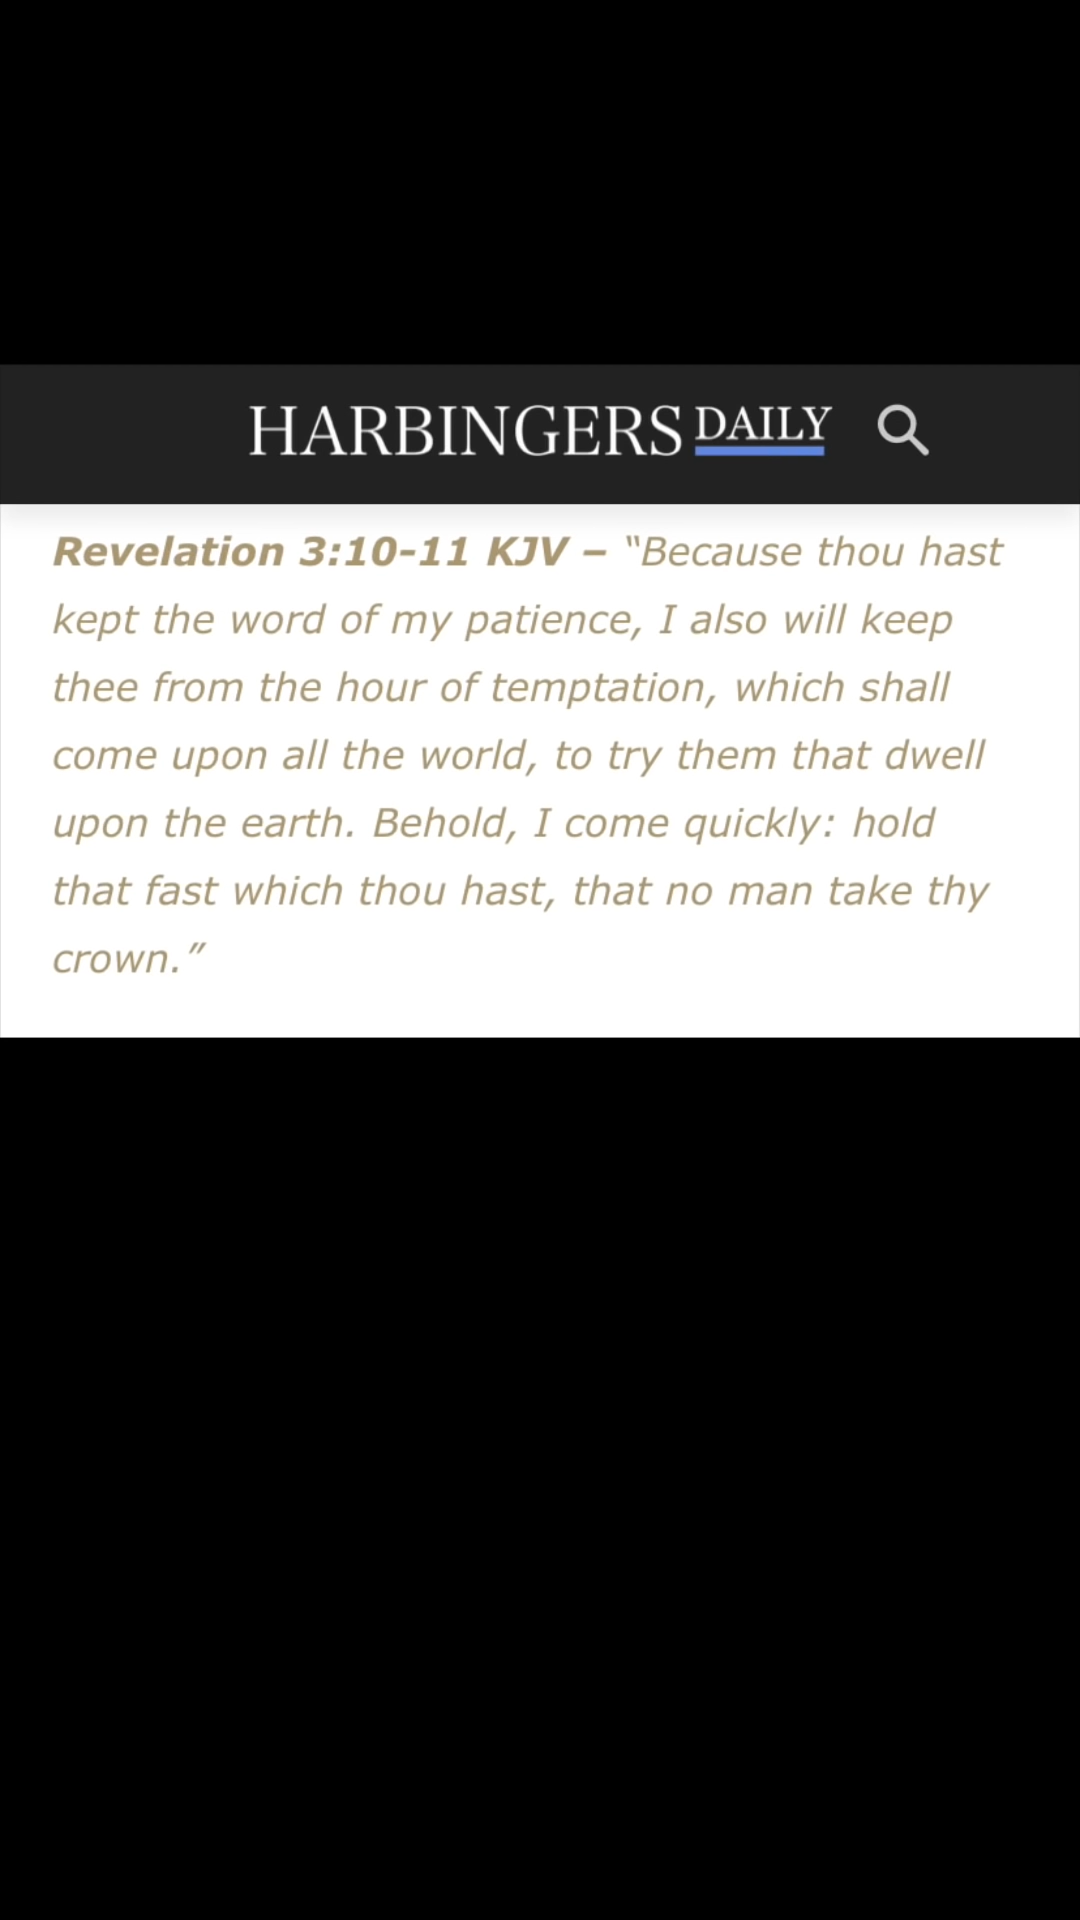 HARBINGERS DAILY
Revelation 3:10-11 KJV – “Because thou hast
kept the word of my patience, I also will keep
thee from the hour of temptation, which shall
come upon all the world, to try them that dwell
upon the earth. Behold, I come quickly: hold
that fast which thou hast, that no man take thy
crown.”